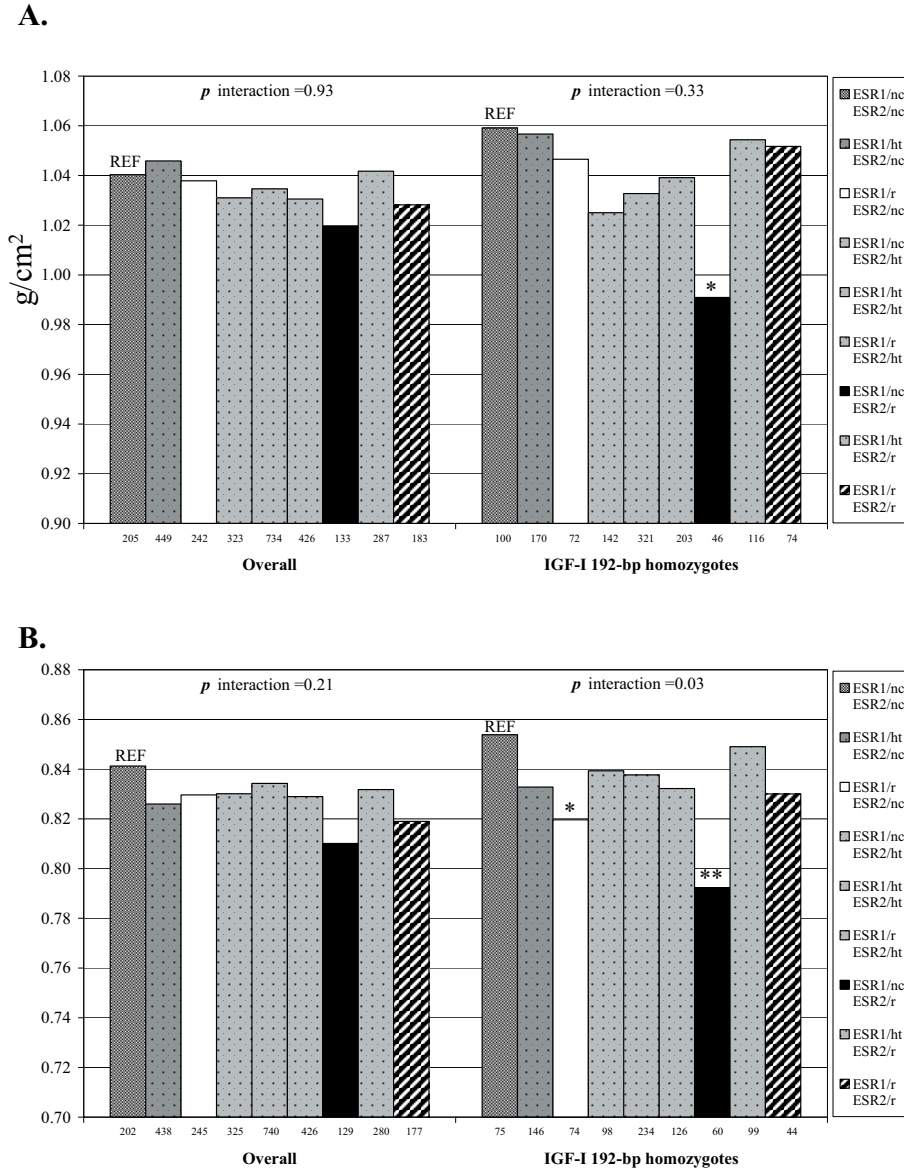 A.
1.08
1.06
1.04
1.02
1.00
0.98
0.96
0.94
0.92
0.90
g/cm²
p interaction =0.93
p interaction =0.33
REF
REF
*
205 449 242 323 734 426 133 287 183
100 170 72 142 321 203 46 116 74
Overall
IGF-I 192-bp homozygotes
ESR1/nc
ESR2/nc
ESR1/ht
ESR2/nc
ESR1/r
ESR2/nc
ESR1/nc
ESR2/ht
ESR1/ht
ESR2/ht
ESR1/r
ESR2/ht
ESR1/nc
ESR2/r
ESR1/ht
ESR2/r
ESR1/r
ESR2/r
B.
0.88
0.86
0.84
0.82
0.80
0.78
0.76
0.74
0.72
0.70
p interaction =0.21
p interaction =0.03
REF
REF
*
**
202 438 245 325 740 426 129 280 177
75 146 74 98 234 126 60 99 44
Overall
IGF-I 192-bp homozygotes
ESR1/nc
ESR2/nc
ESR1/ht
ESR2/nc
ESR1/r
ESR2/nc
ESR1/nc
ESR2/ht
ESR1/ht
ESR2/ht
ESR1/r
ESR2/ht
ESR1/nc
ESR2/r
ESR1/ht
ESR2/r
ESR1/r
ESR2/r